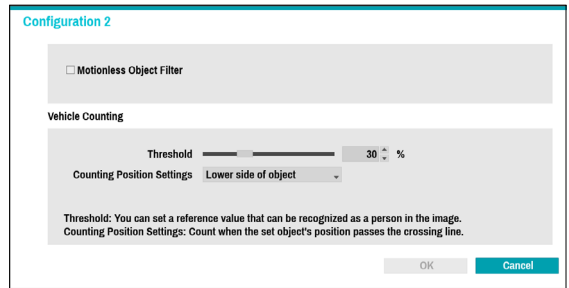 Configuration 2
Motionless Object Filter
Vehicle Counting
Threshold 30 %
Counting Position Settings Lower side of object
Threshold: You can set a reference value that can be recognized as a person in the image.
Counting Position Settings: Count when the set object's position passes the crossing line.
OK Cancel